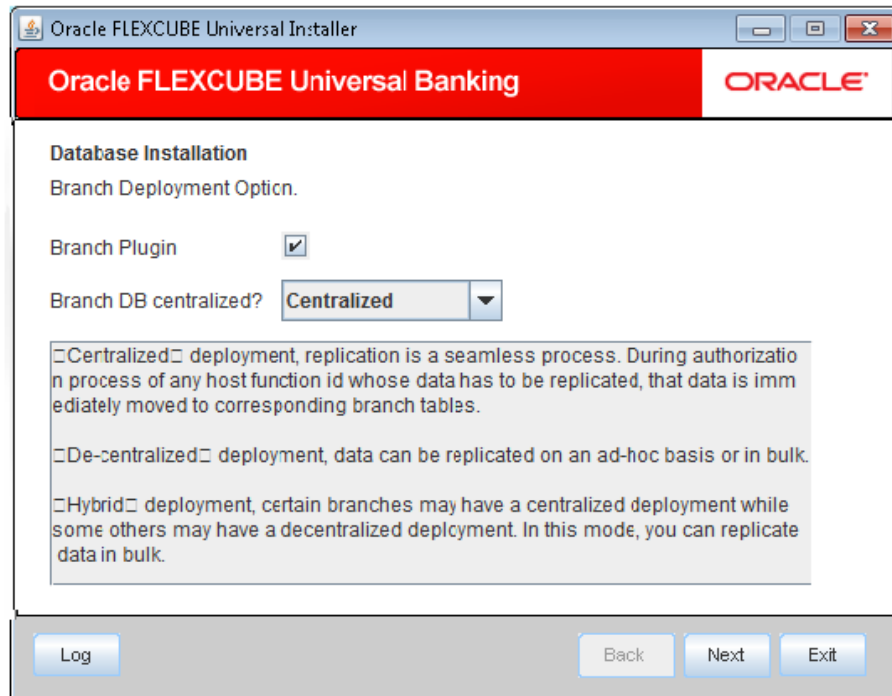 Oracle FLEXCUBE Universal Installer
Oracle FLEXCUBE Universal Banking
ORACLE
Database Installation
Branch Deployment Option.
Branch Plugin
Branch DB centralized? Centralized
□Centralized□ deployment, replication is a seamless process. During authorizatio
n process of any host function id whose data has to be replicated, that data is imm
ediately moved to corresponding branch tables.
□De-centralized□ deployment, data can be replicated on an ad-hoc basis or in bulk.
□Hybrid□ deployment, certain branches may have a centralized deployment while
some others may have a decentralized deployment. In this mode, you can replicate
data in bulk.
Log Back Next Exit